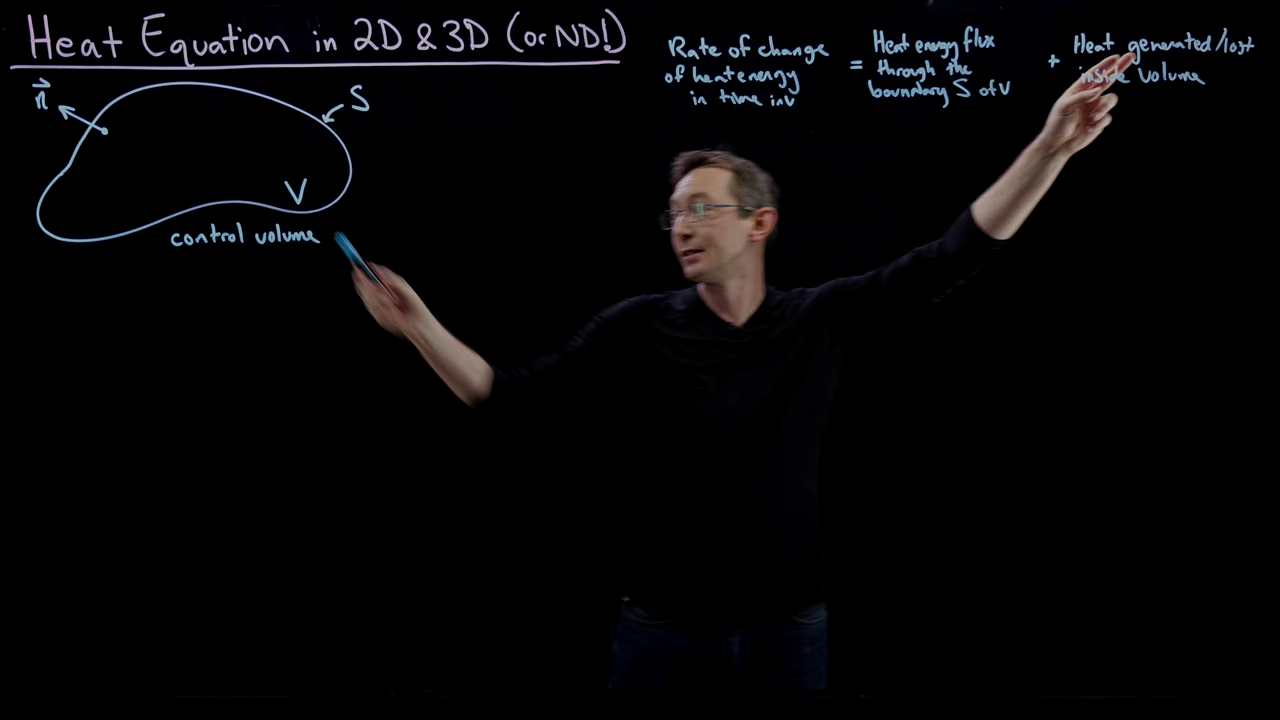 Heat Equation in 2D & 3D (or ND!)
n
S
V
control volume
Rate of change
of heat energy
in time in V
=
Heat energy flux
through the
boundary S of V
+
Heat generated/lost
inside Volume